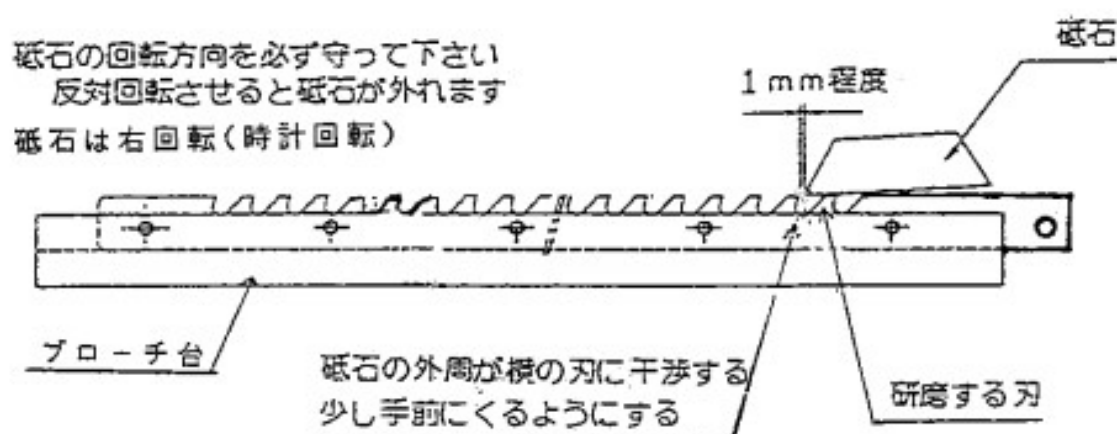 砥石の回転方向を必ず守って下さい
反対回転させると砥石が外れます
砥石は右回転(時計回転)
砥石
1mm程度
ブローチ台
砥石の外周が横の刃に干渉する
少し手前にくるようにする
研磨する刃